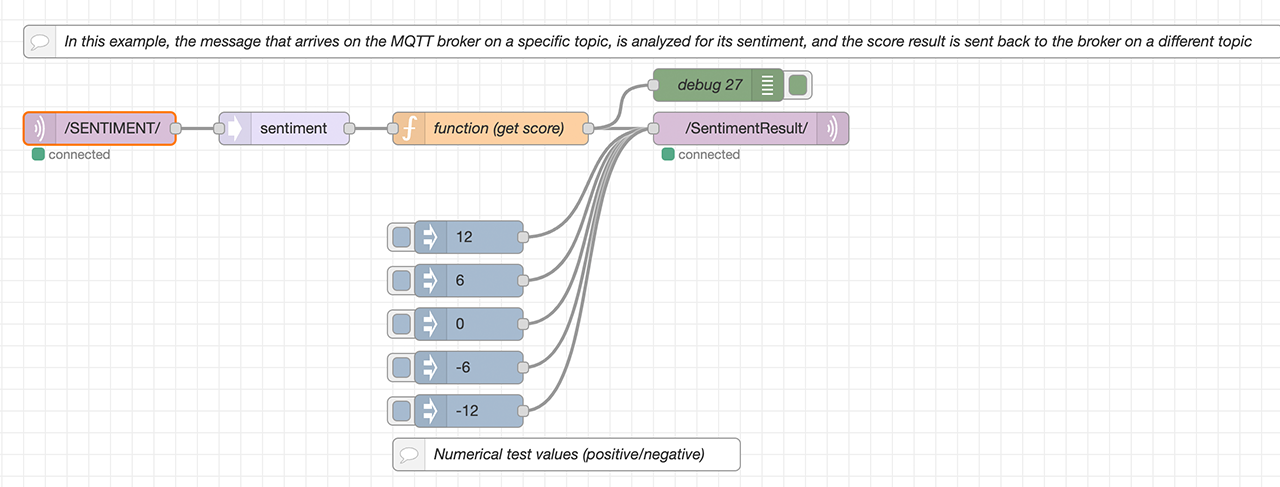 In this example, the message that arrives on the MQTT broker on a specific topic, is analyzed for its sentiment, and the score result is sent back to the broker on a different topic
debug 27
/SENTIMENT/
sentiment
function (get score)
/SentimentResult/
connected
connected
12
6
0
-6
-12
Numerical test values (positive/negative)